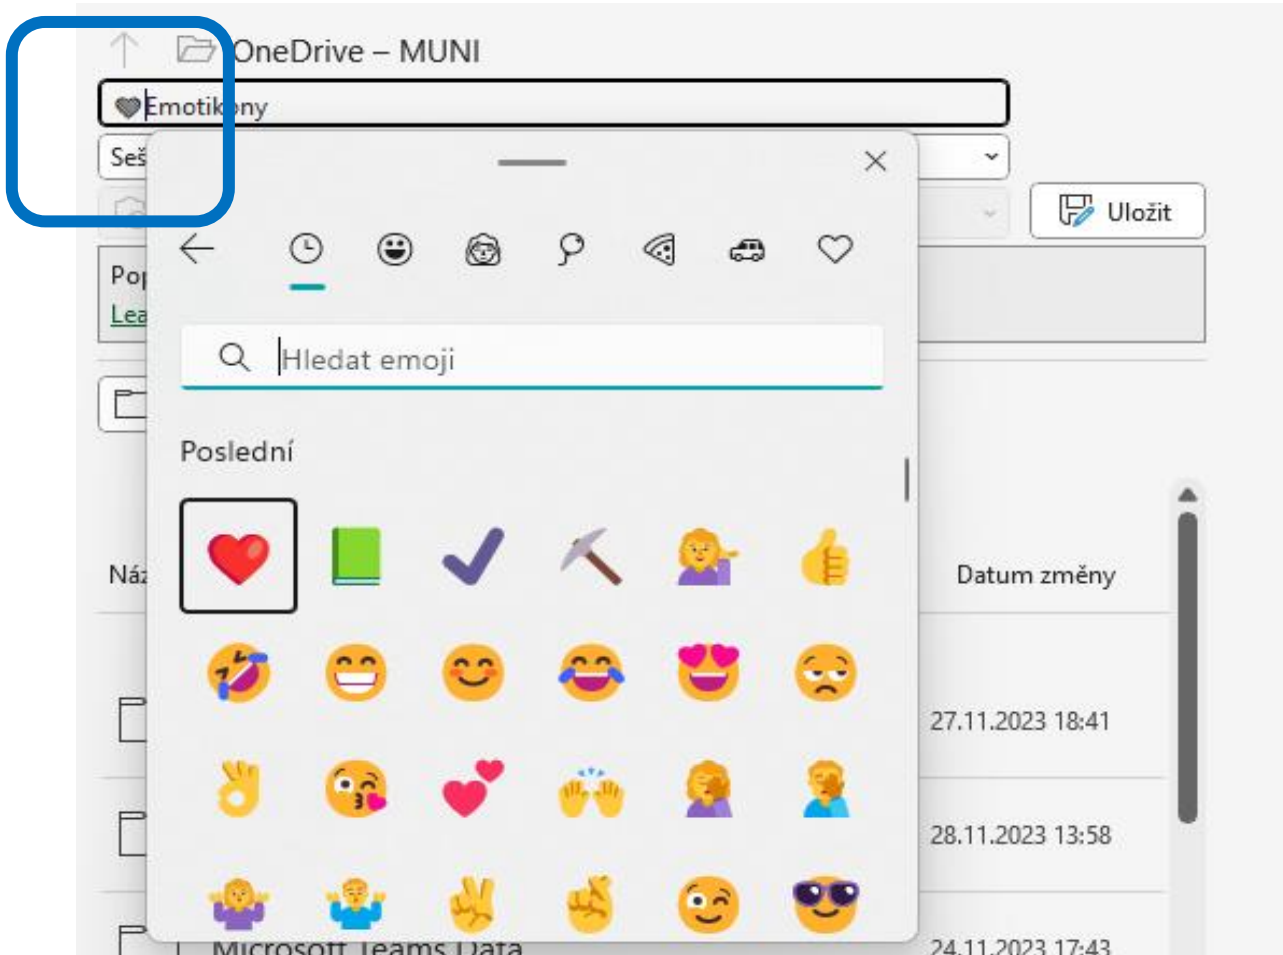 OneDrive – MUNI
🖤Emotikony
Seš
Uložit
Pop
Lea
Hledat emoji
Poslední
Náz
Datum změny
27.11.2023 18:41
28.11.2023 13:58
Microsoft Teams Data
24.11.2023 17:43